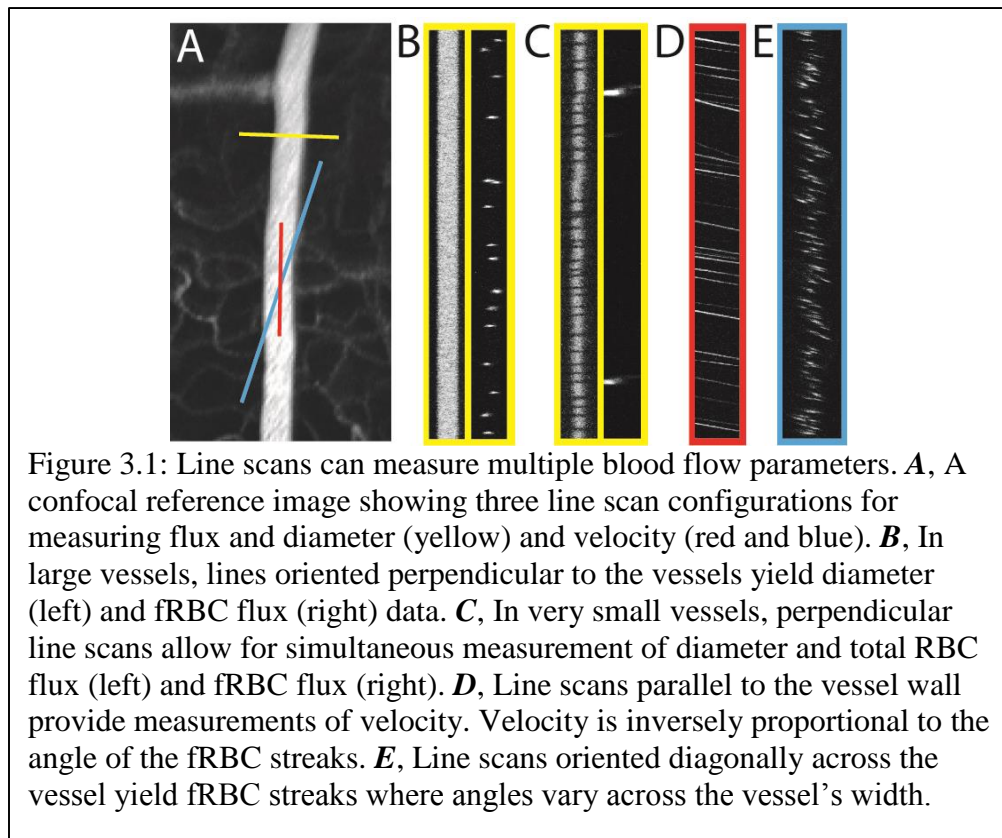 A B C D E
Figure 3.1: Line scans can measure multiple blood flow parameters. A, A
confocal reference image showing three line scan configurations for
measuring flux and diameter (yellow) and velocity (red and blue). B, In
large vessels, lines oriented perpendicular to the vessels yield diameter
(left) and fRBC flux (right) data. C, In very small vessels, perpendicular
line scans allow for simultaneous measurement of diameter and total RBC
flux (left) and fRBC flux (right). D, Line scans parallel to the vessel wall
provide measurements of velocity. Velocity is inversely proportional to the
angle of the fRBC streaks. E, Line scans oriented diagonally across the
vessel yield fRBC streaks where angles vary across the vessel's width.